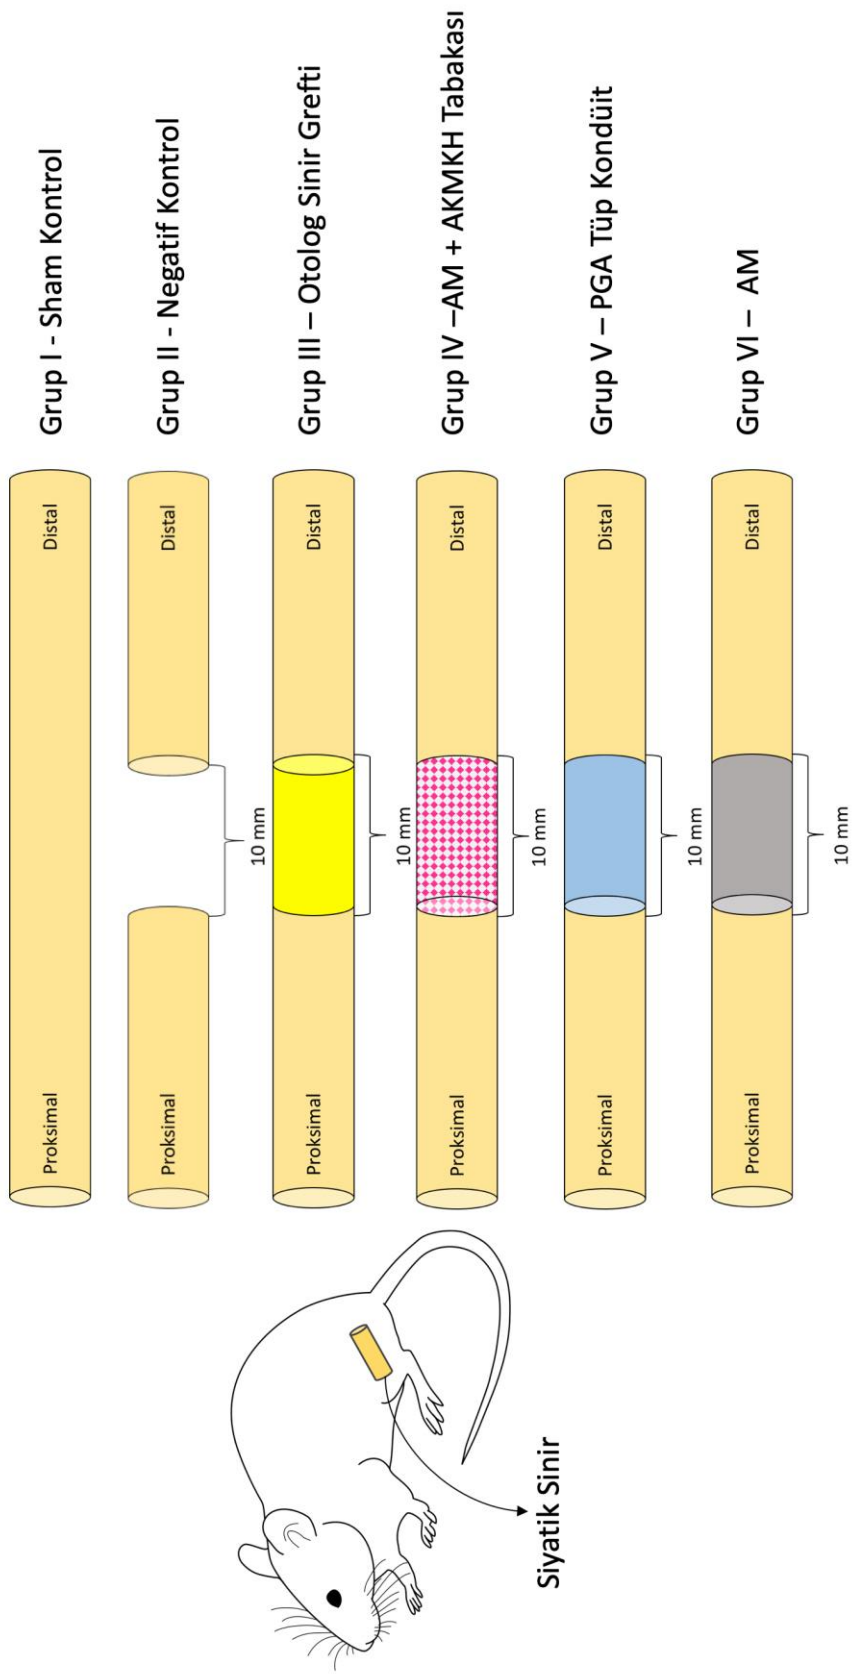 Siyatik Sinir
Proksimal
Distal
Grup I - Sham Kontrol
Proksimal
Distal
Grup II - Negatif Kontrol
10 mm
Proksimal
Distal
Grup III – Otolog Sinir Grefti
10 mm
Proksimal
Distal
Grup IV –AM + AKMKH Tabakası
10 mm
Proksimal
Distal
Grup V – PGA Tüp Kondüit
10 mm
Proksimal
Distal
Grup VI – AM
10 mm